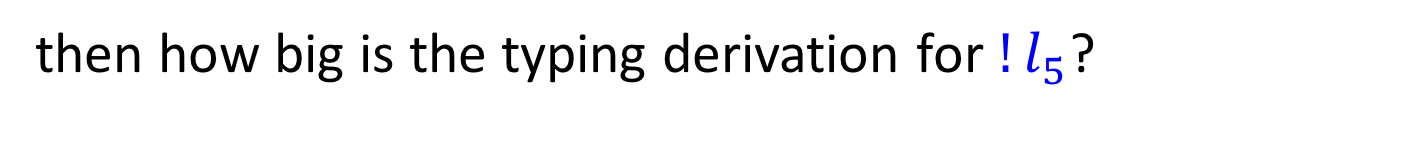 then how big is the typing derivation for ! l₅?